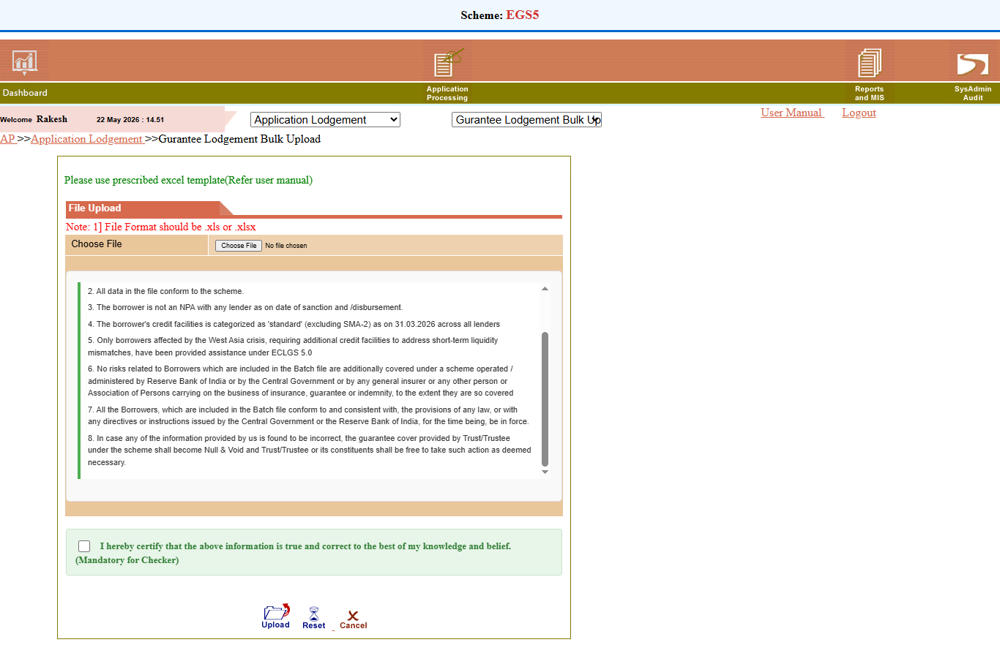 Scheme: EGS5
Dashboard
Application
Processing
Reports
and MIS
SysAdmin
Audit
Welcome Rakesh 22 May 2026 : 14.51
Application Lodgement
Gurantee Lodgement Bulk Up
User Manual Logout
AP >>Application Lodgement >>Gurantee Lodgement Bulk Upload
Please use prescribed excel template(Refer user manual)
File Upload
Note: 1] File Format should be .xls or .xlsx
Choose File Choose File No file chosen
2. All data in the file conform to the scheme.
3. The borrower is not an NPA with any lender as on date of sanction and /disbursement.
4. The borrower's credit facilities is categorized as 'standard' (excluding SMA-2) as on 31.03.2026 across all lenders
5. Only borrowers affected by the West Asia crisis, requiring additional credit facilities to address short-term liquidity
mismatches, have been provided assistance under ECLGS 5.0
6. No risks related to Borrowers which are included in the Batch file are additionally covered under a scheme operated /
administered by Reserve Bank of India or by the Central Government or by any general insurer or any other person or
Association of Persons carrying on the business of insurance, guarantee or indemnity, to the extent they are so covered
7. All the Borrowers, which are included in the Batch file conform to and consistent with, the provisions of any law, or with
any directives or instructions issued by the Central Government or the Reserve Bank of India, for the time being, be in force.
8. In case any of the information provided by us is found to be incorrect, the guarantee cover provided by Trust/Trustee
under the scheme shall become Null & Void and Trust/Trustee or its constituents shall be free to take such action as deemed
necessary.
I hereby certify that the above information is true and correct to the best of my knowledge and belief.
(Mandatory for Checker)
Upload Reset Cancel